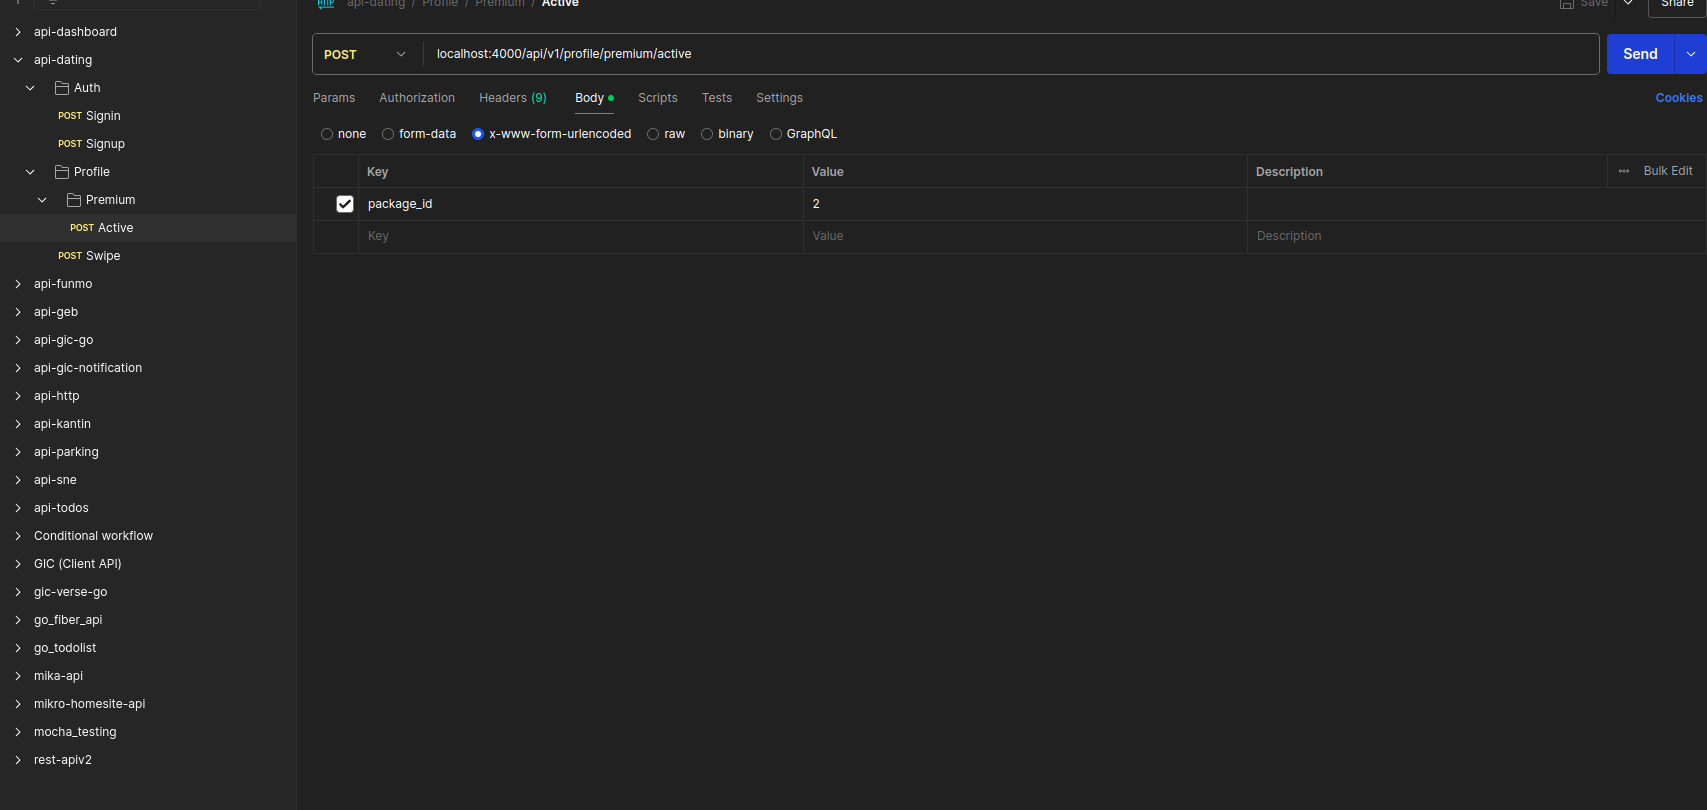 api-dating / Profile / Premium / Active
Save
Share
api-dashboard
api-dating
Auth
POST Signin
POST Signup
Profile
Premium
POST Active
POST Swipe
api-funmo
api-geb
api-gic-go
api-gic-notification
api-http
api-kantin
api-parking
api-sne
api-todos
Conditional workflow
GIC (Client API)
gic-verse-go
go_fiber_api
go_todolist
mika-api
mikro-homesite-api
mocha_testing
rest-apiv2
POST localhost:4000/api/v1/profile/premium/active Send
Params Authorization Headers (9) Body Scripts Tests Settings Cookies
none form-data x-www-form-urlencoded raw binary GraphQL
Key Value Description Bulk Edit
package_id 2
Key Value Description